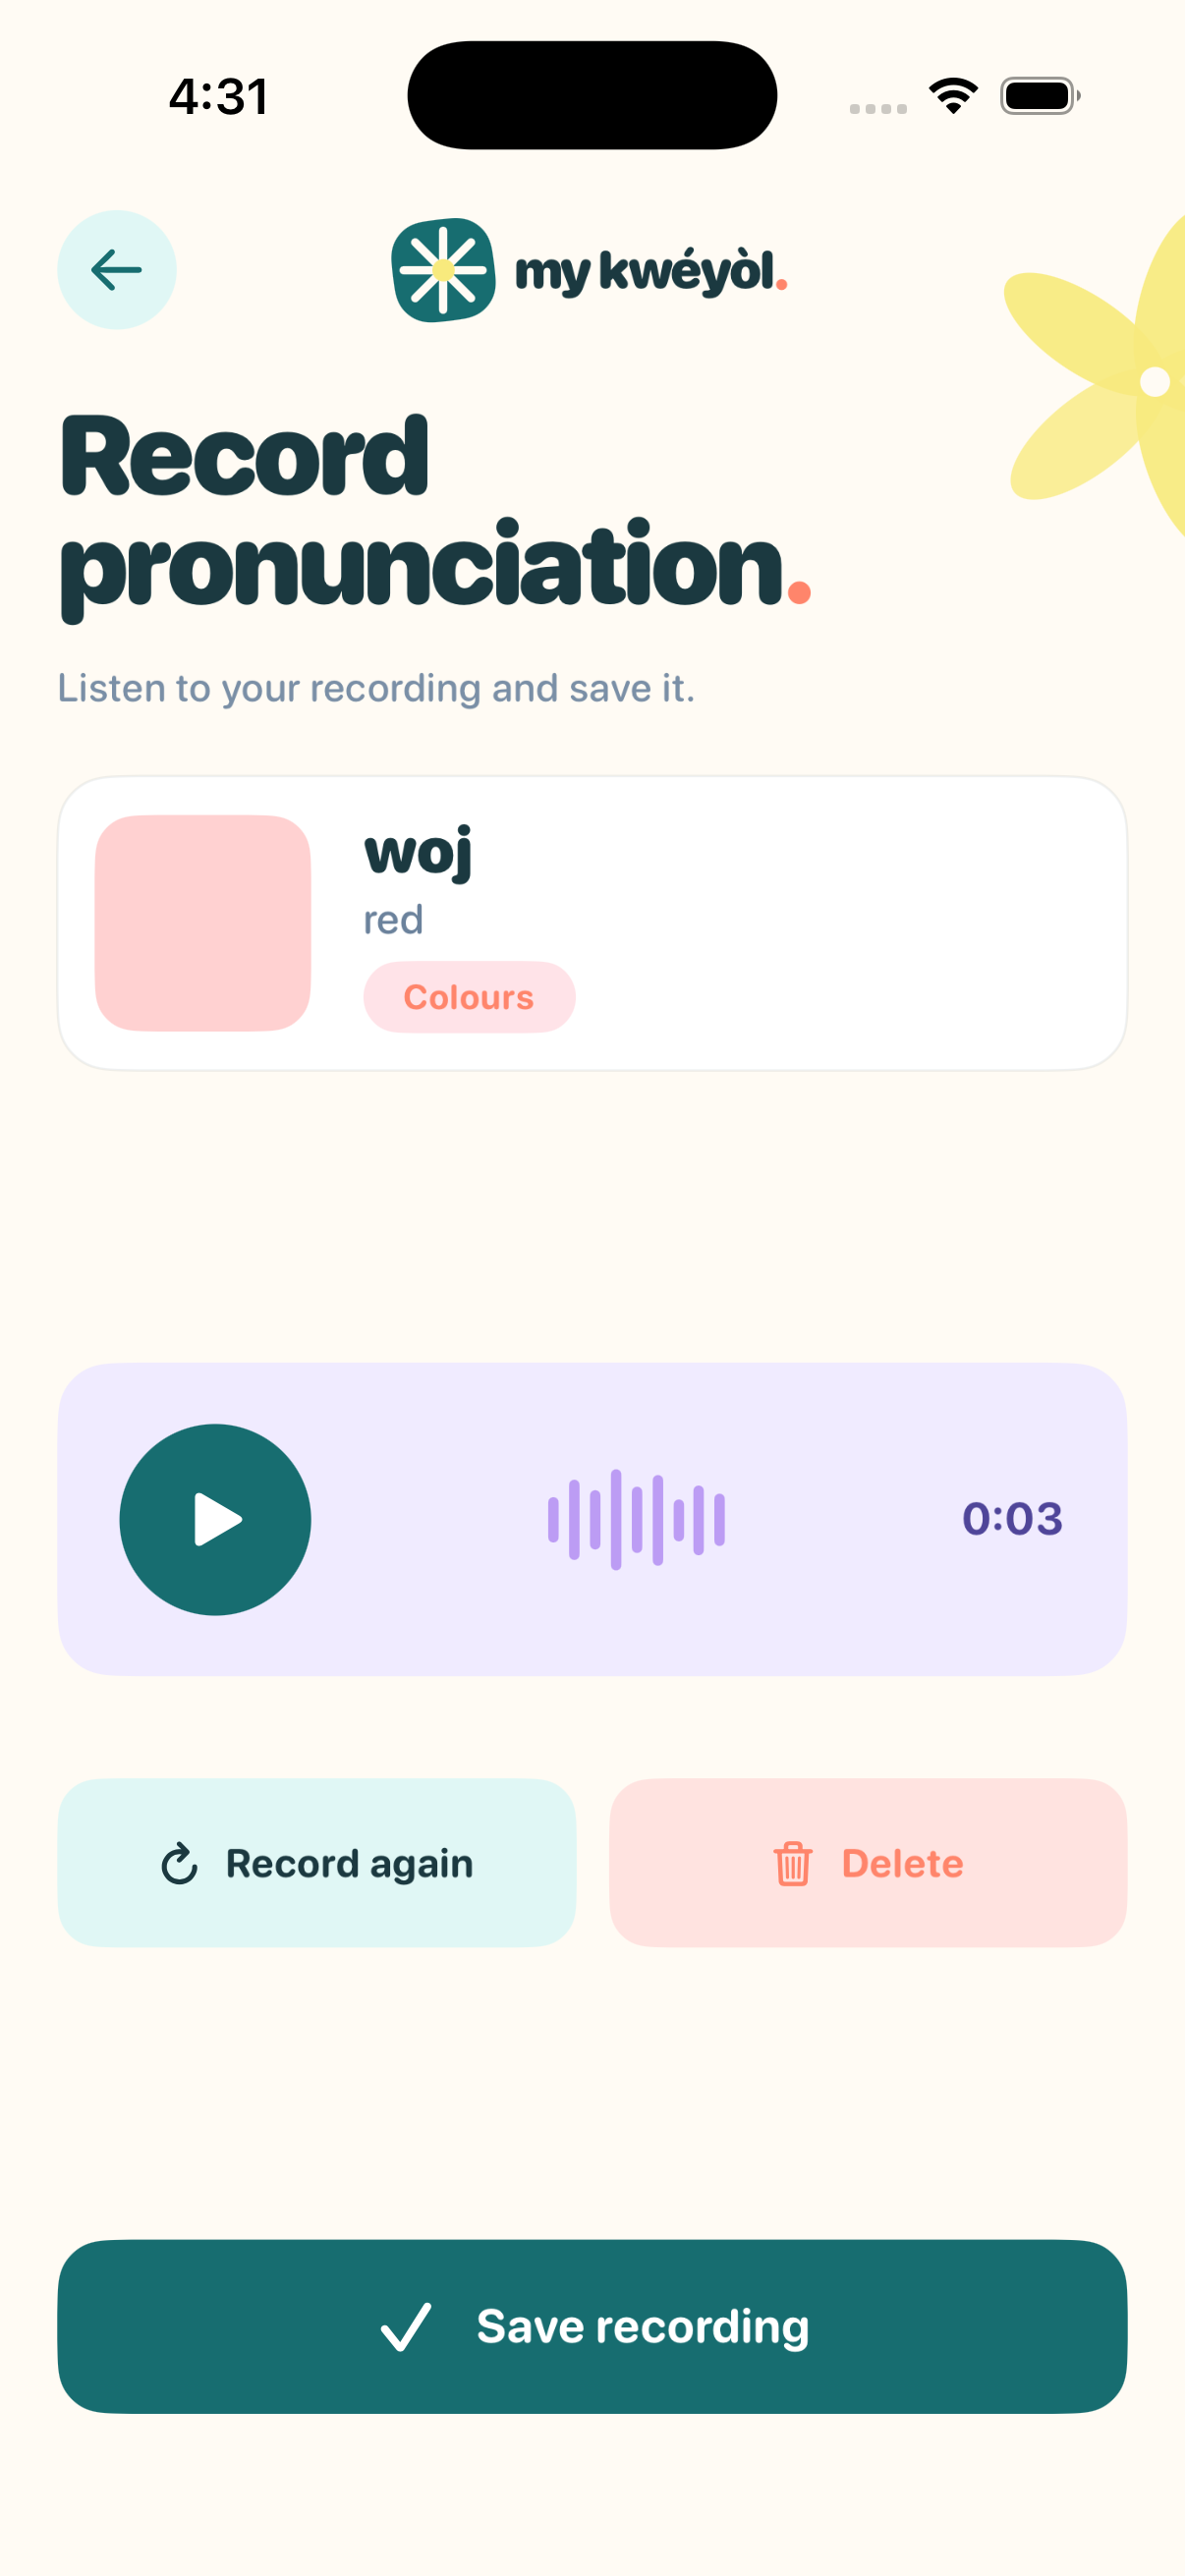 4:31
my kwéyòl.
Record
pronunciation.
Listen to your recording and save it.
woj
red
Colours
0:03
Record again
Delete
Save recording